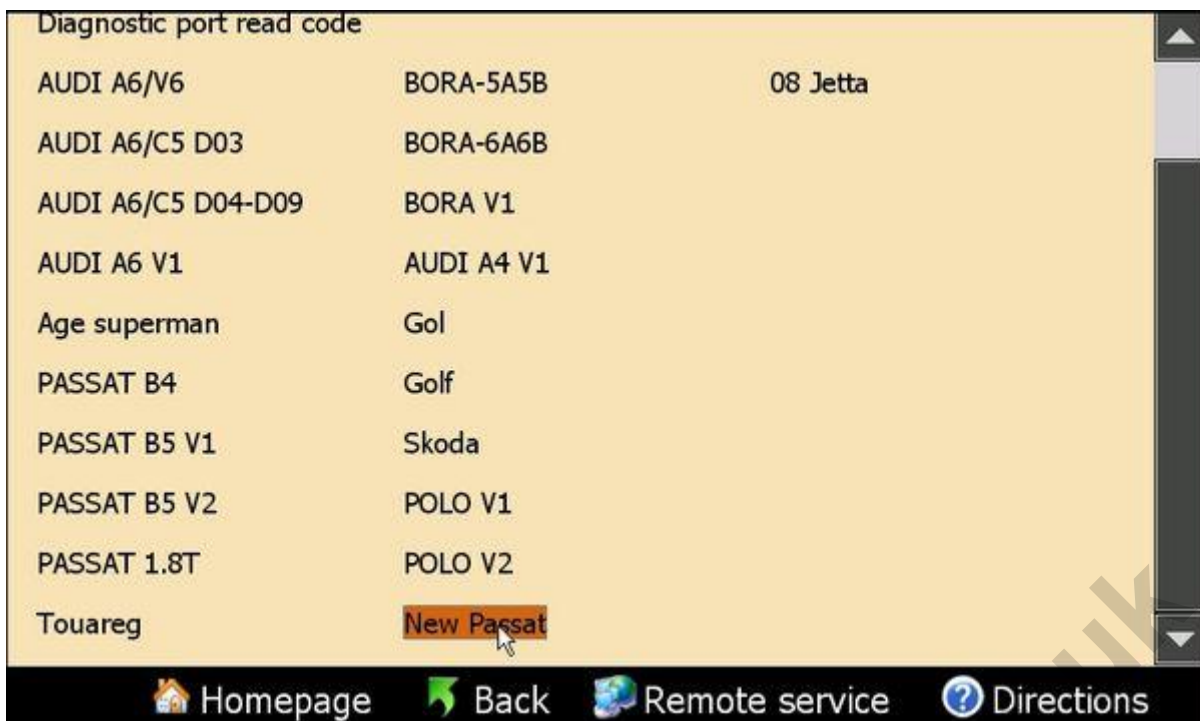 Diagnostic port read code
AUDI A6/V6 BORA-5A5B 08 Jetta
AUDI A6/C5 D03 BORA-6A6B
AUDI A6/C5 D04-D09 BORA V1
AUDI A6 V1 AUDI A4 V1
Age superman Gol
PASSAT B4 Golf
PASSAT B5 V1 Skoda
PASSAT B5 V2 POLO V1
PASSAT 1.8T POLO V2
Touareg New Passat
Homepage Back Remote service Directions